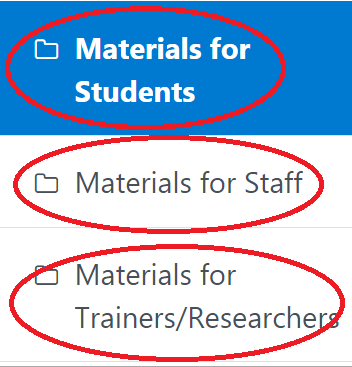 Materials for
Students
Materials for Staff
Materials for
Trainers/Researchers